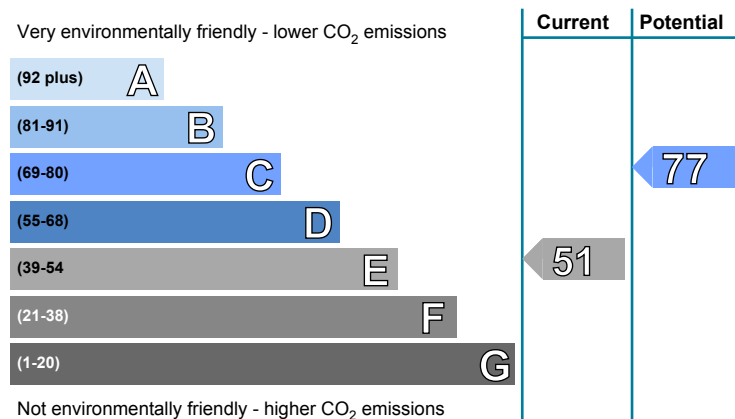 Very environmentally friendly - lower CO₂ emissions
Current
Potential
(92 plus) A
(81-91) B
(69-80) C
77
(55-68) D
(39-54 E
51
(21-38) F
(1-20) G
Not environmentally friendly - higher CO₂ emissions